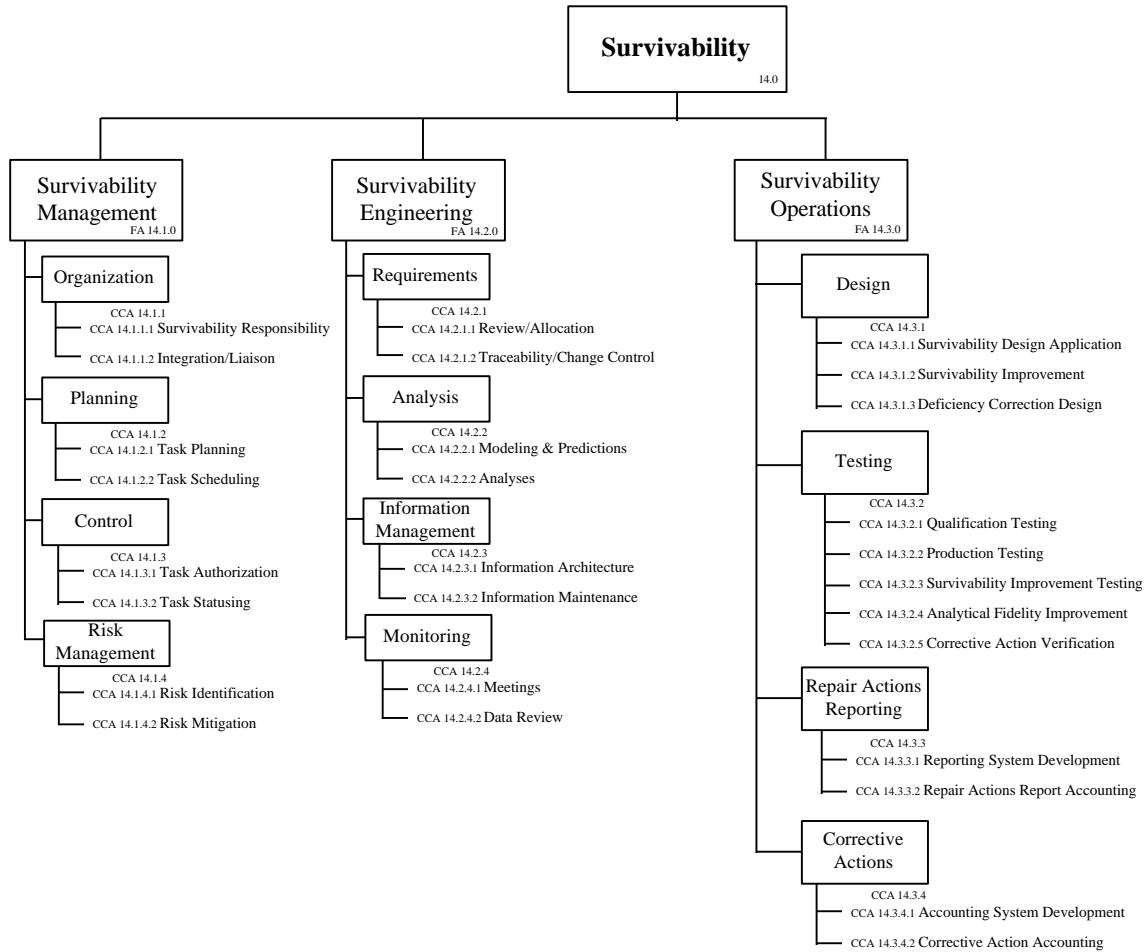 Survivability
14.0
Survivability
Management
FA 14.1.0
Organization
CCA 14.1.1
CCA 14.1.1.1 Survivability Responsibility
CCA 14.1.1.2 Integration/Liaison
Planning
CCA 14.1.2
CCA 14.1.2.1 Task Planning
CCA 14.1.2.2 Task Scheduling
Control
CCA 14.1.3
CCA 14.1.3.1 Task Authorization
CCA 14.1.3.2 Task Statusing
Risk
Management
CCA 14.1.4
CCA 14.1.4.1 Risk Identification
CCA 14.1.4.2 Risk Mitigation
Survivability
Engineering
FA 14.2.0
Requirements
CCA 14.2.1
CCA 14.2.1.1 Review/Allocation
CCA 14.2.1.2 Traceability/Change Control
Analysis
CCA 14.2.2
CCA 14.2.2.1 Modeling & Predictions
CCA 14.2.2.2 Analyses
Information
Management
CCA 14.2.3
CCA 14.2.3.1 Information Architecture
CCA 14.2.3.2 Information Maintenance
Monitoring
CCA 14.2.4
CCA 14.2.4.1 Meetings
CCA 14.2.4.2 Data Review
Survivability
Operations
FA 14.3.0
Design
CCA 14.3.1
CCA 14.3.1.1 Survivability Design Application
CCA 14.3.1.2 Survivability Improvement
CCA 14.3.1.3 Deficiency Correction Design
Testing
CCA 14.3.2
CCA 14.3.2.1 Qualification Testing
CCA 14.3.2.2 Production Testing
CCA 14.3.2.3 Survivability Improvement Testing
CCA 14.3.2.4 Analytical Fidelity Improvement
CCA 14.3.2.5 Corrective Action Verification
Repair Actions
Reporting
CCA 14.3.3
CCA 14.3.3.1 Reporting System Development
CCA 14.3.3.2 Repair Actions Report Accounting
Corrective
Actions
CCA 14.3.4
CCA 14.3.4.1 Accounting System Development
CCA 14.3.4.2 Corrective Action Accounting